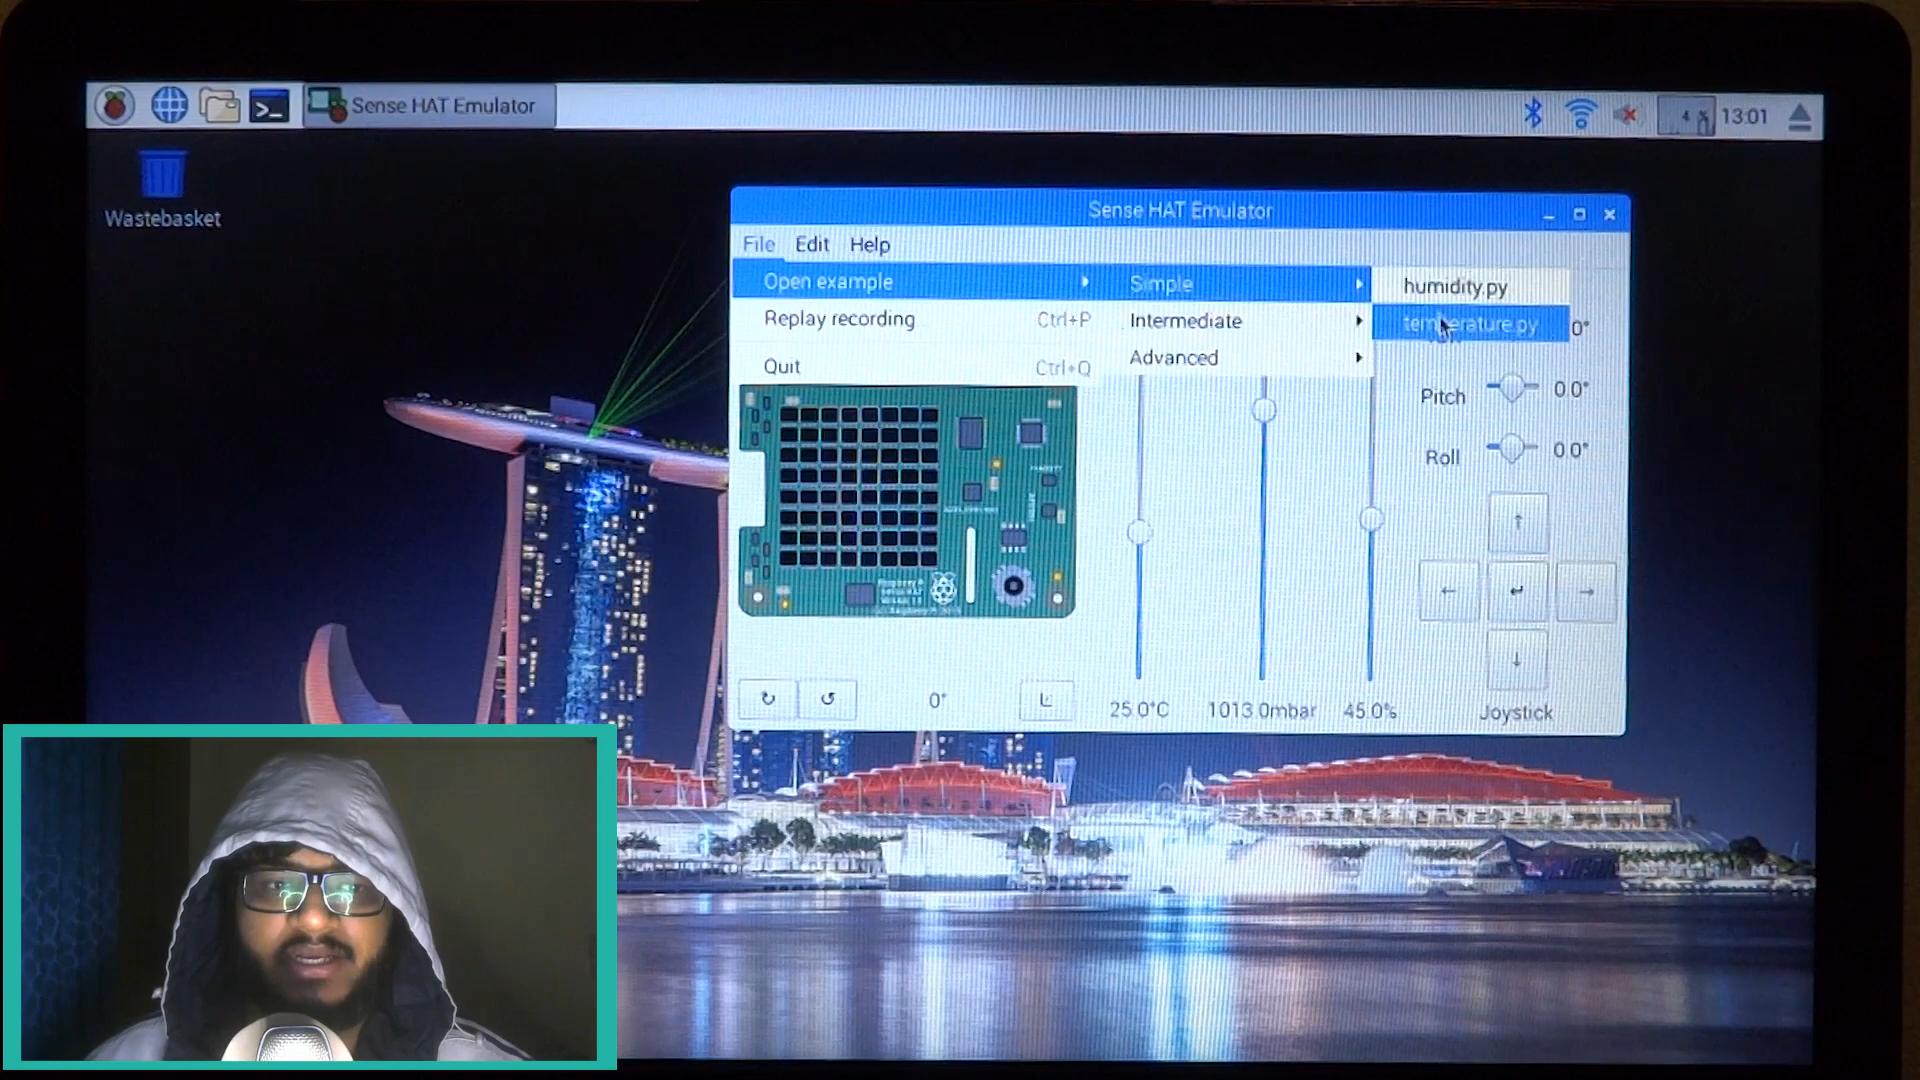 Sense HAT Emulator
4 %
13:01
Wastebasket
Sense HAT Emulator
File Edit Help
Open example
Simple
humidity.py
Replay recording Ctrl+P
Intermediate
temperature.py
0°
Quit Ctrl+Q
Advanced
Pitch 0.0°
Roll 0.0°
0°
25.0°C 1013.0mbar 45.0%
Joystick